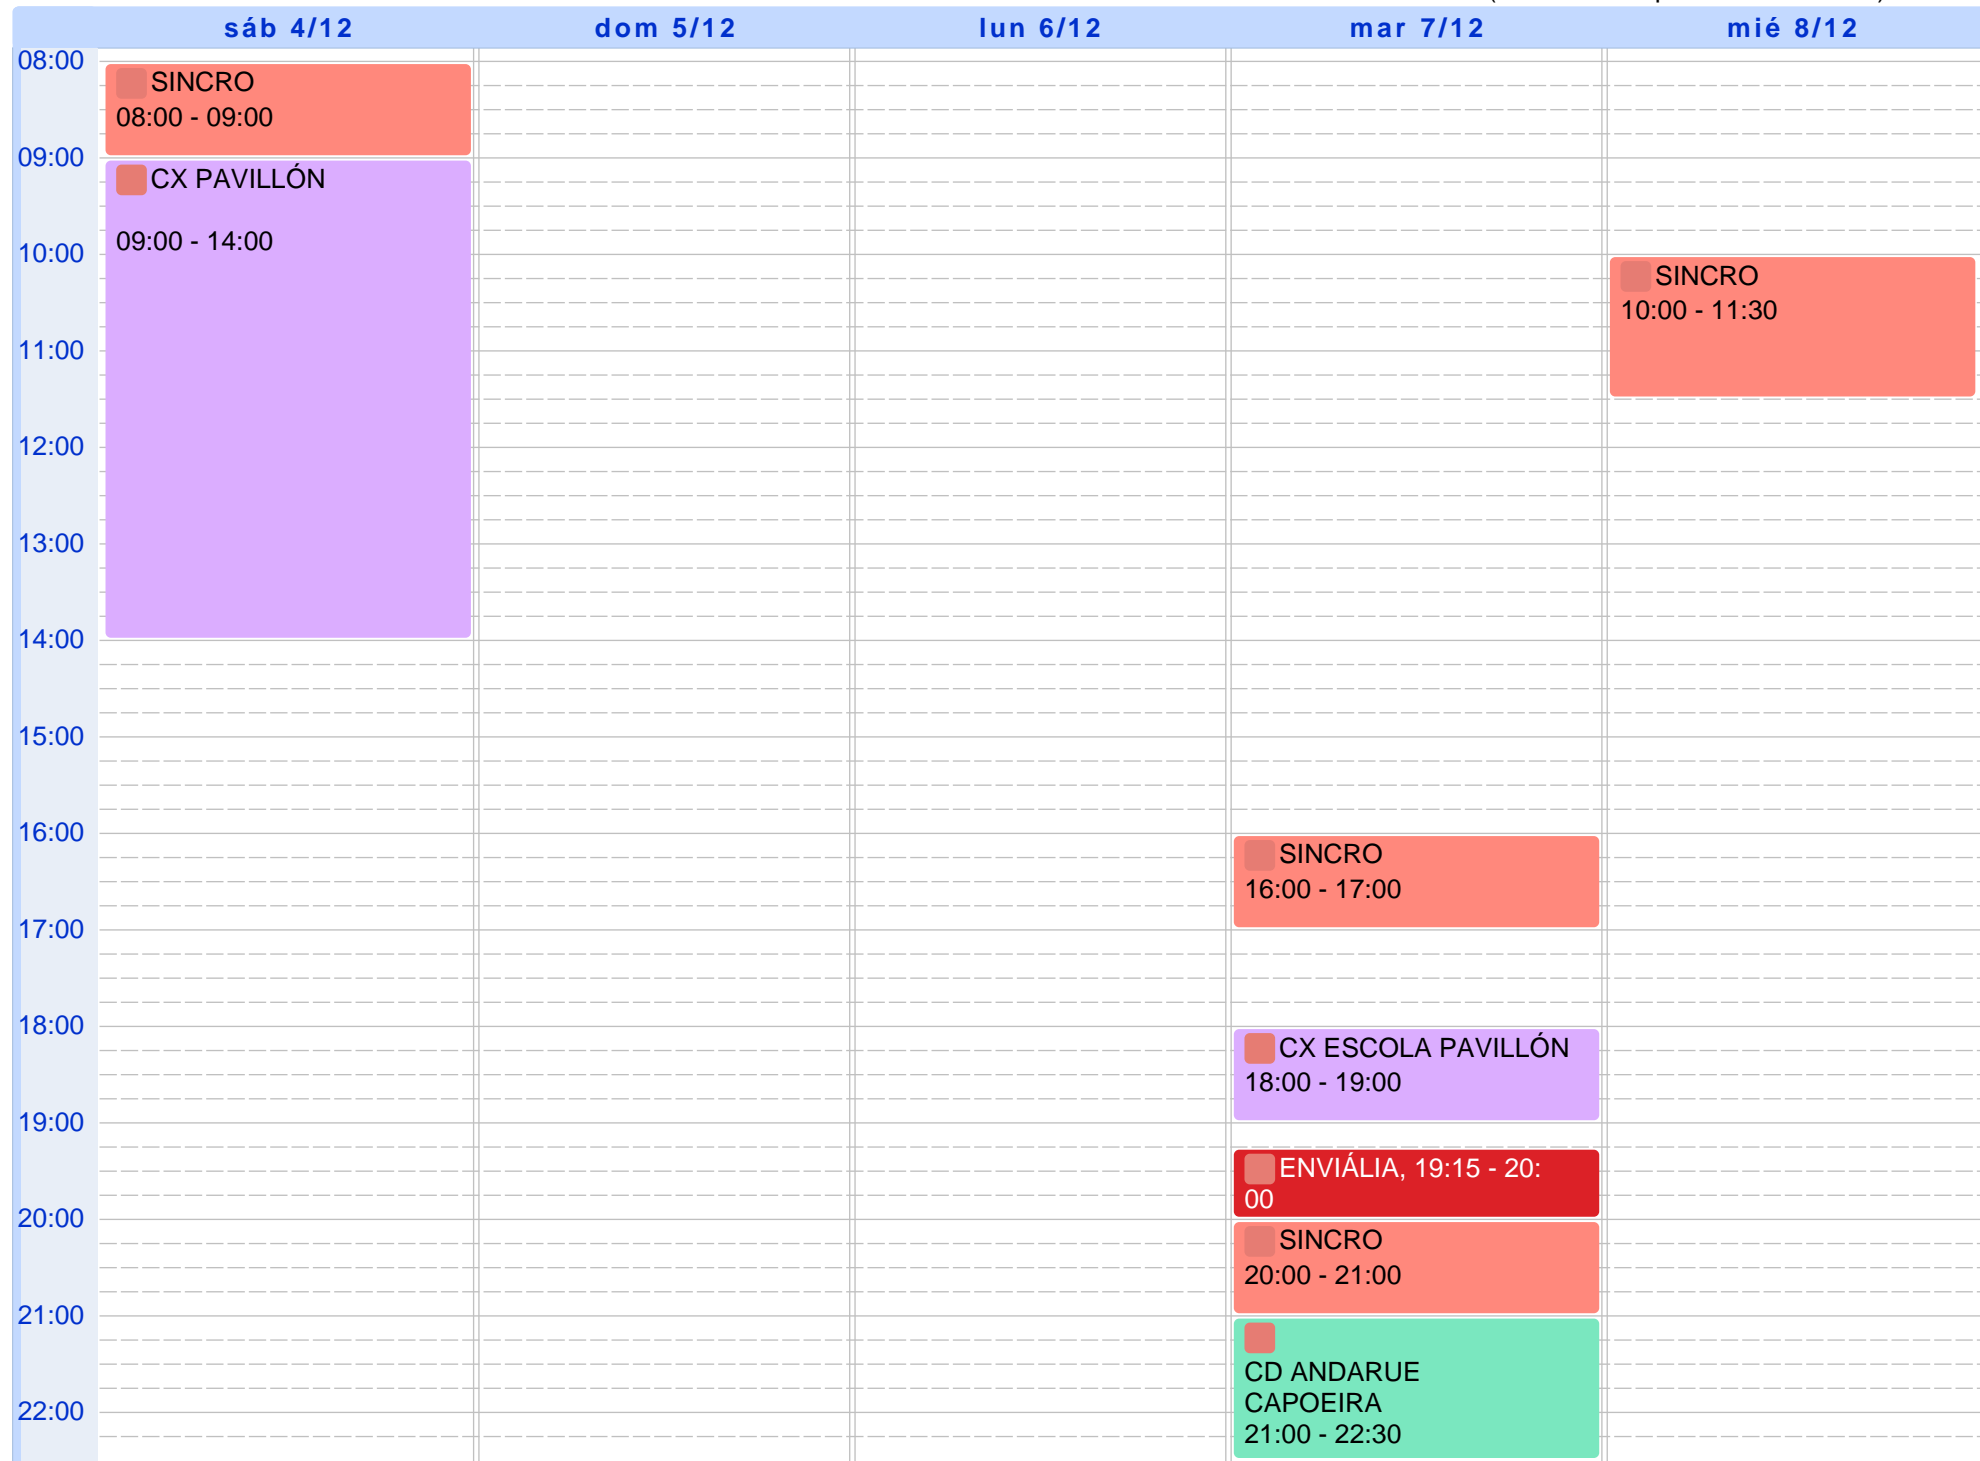 sáb 4/12 dom 5/12 lun 6/12 mar 7/12 mié 8/12
08:00
SINCRO
08:00 - 09:00
09:00
CX PAVILLÓN
09:00 - 14:00
10:00
SINCRO
10:00 - 11:30
11:00
12:00
13:00
14:00
15:00
16:00
SINCRO
16:00 - 17:00
17:00
18:00
CX ESCOLA PAVILLÓN
18:00 - 19:00
19:00
ENVIÁLIA, 19:15 - 20:
00
20:00
SINCRO
20:00 - 21:00
21:00
CD ANDARUE
CAPOEIRA
21:00 - 22:30
22:00